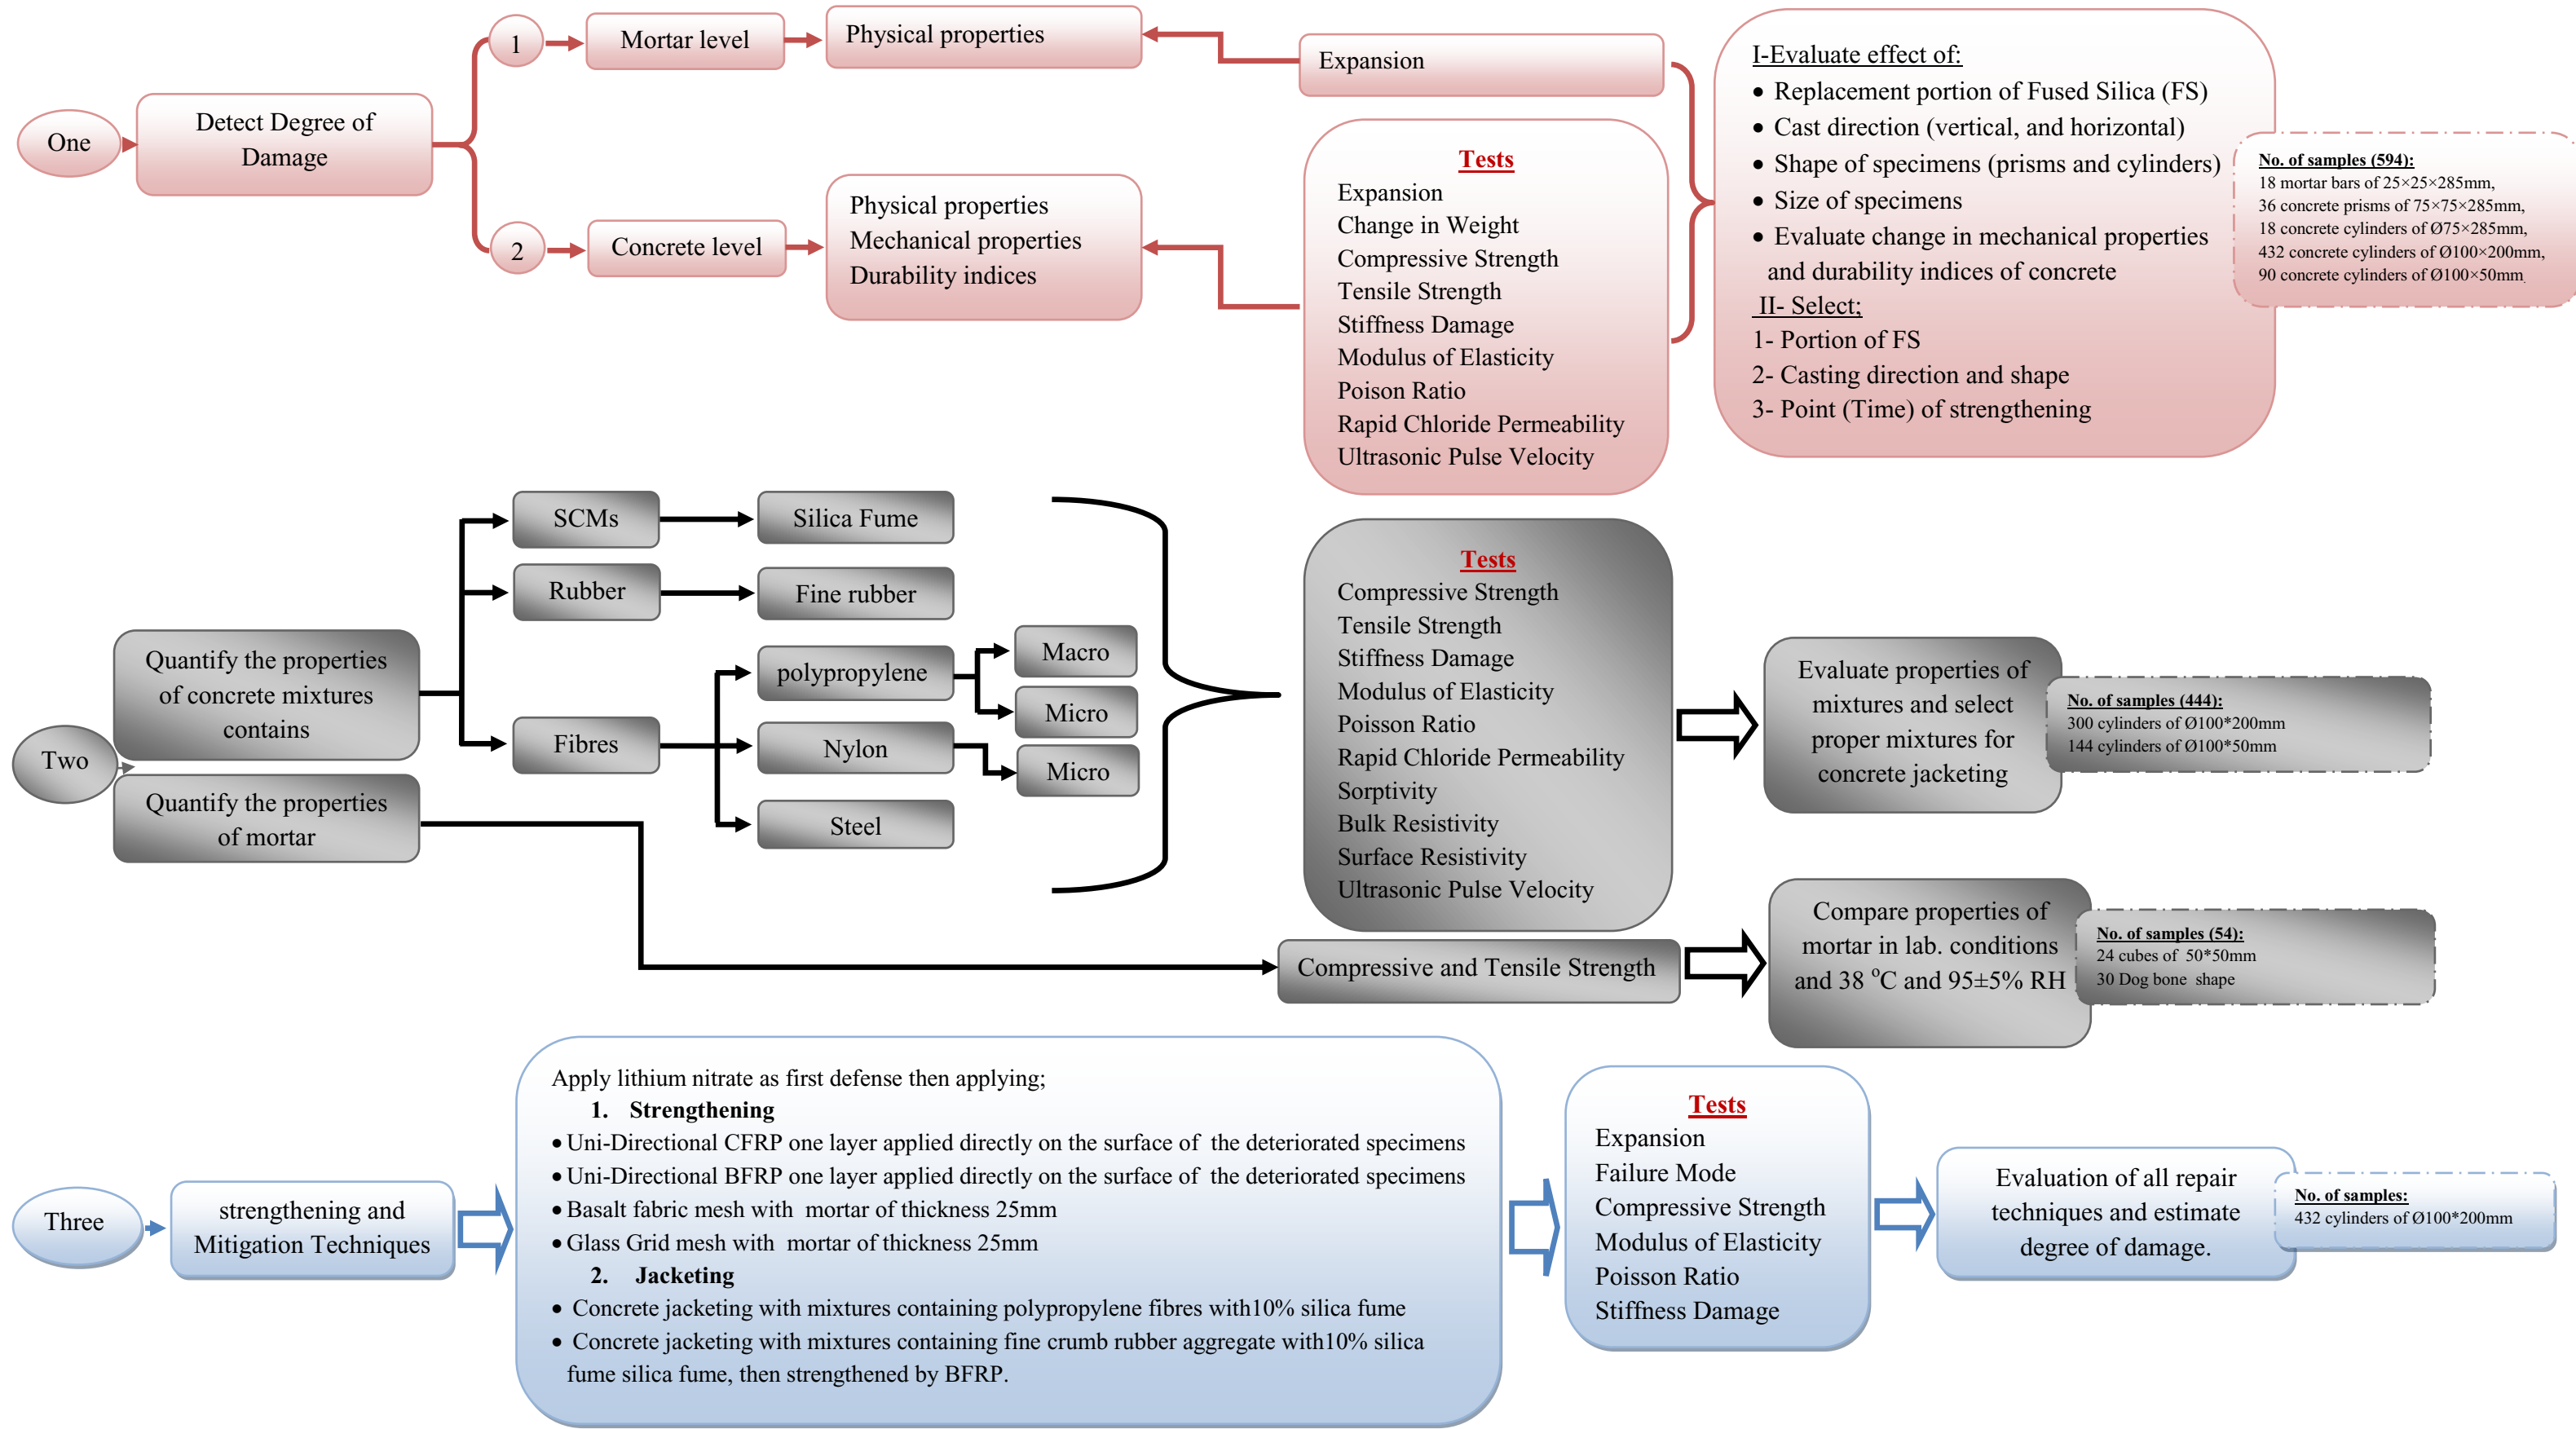 One
Detect Degree of
Damage
1
Mortar level
Physical properties
2
Concrete level
Physical properties
Mechanical properties
Durability indices
Expansion
Tests
Expansion
Change in Weight
Compressive Strength
Tensile Strength
Stiffness Damage
Modulus of Elasticity
Poison Ratio
Rapid Chloride Permeability
Ultrasonic Pulse Velocity
I-Evaluate effect of:
• Replacement portion of Fused Silica (FS)
• Cast direction (vertical, and horizontal)
• Shape of specimens (prisms and cylinders)
• Size of specimens
• Evaluate change in mechanical properties
and durability indices of concrete
II- Select;
1- Portion of FS
2- Casting direction and shape
3- Point (Time) of strengthening
No. of samples (594):
18 mortar bars of 25×25×285mm,
36 concrete prisms of 75×75×285mm,
18 concrete cylinders of Ø75×285mm,
432 concrete cylinders of Ø100×200mm,
90 concrete cylinders of Ø100×50mm.
Two
Quantify the properties
of concrete mixtures
contains
Quantify the properties
of mortar
SCMs
Silica Fume
Rubber
Fine rubber
Fibres
polypropylene
Macro
Micro
Nylon
Micro
Steel
Tests
Compressive Strength
Tensile Strength
Stiffness Damage
Modulus of Elasticity
Poisson Ratio
Rapid Chloride Permeability
Sorptivity
Bulk Resistivity
Surface Resistivity
Ultrasonic Pulse Velocity
Compressive and Tensile Strength
Evaluate properties of
mixtures and select
proper mixtures for
concrete jacketing
No. of samples (444):
300 cylinders of Ø100*200mm
144 cylinders of Ø100*50mm
Compare properties of
mortar in lab. conditions
and 38 °C and 95±5% RH
No. of samples (54):
24 cubes of 50*50mm
30 Dog bone shape
Three
strengthening and
Mitigation Techniques
Apply lithium nitrate as first defense then applying;
1. Strengthening
• Uni-Directional CFRP one layer applied directly on the surface of the deteriorated specimens
• Uni-Directional BFRP one layer applied directly on the surface of the deteriorated specimens
• Basalt fabric mesh with mortar of thickness 25mm
• Glass Grid mesh with mortar of thickness 25mm
2. Jacketing
• Concrete jacketing with mixtures containing polypropylene fibres with10% silica fume
• Concrete jacketing with mixtures containing fine crumb rubber aggregate with10% silica
fume silica fume, then strengthened by BFRP.
Tests
Expansion
Failure Mode
Compressive Strength
Modulus of Elasticity
Poisson Ratio
Stiffness Damage
Evaluation of all repair
techniques and estimate
degree of damage.
No. of samples:
432 cylinders of Ø100*200mm